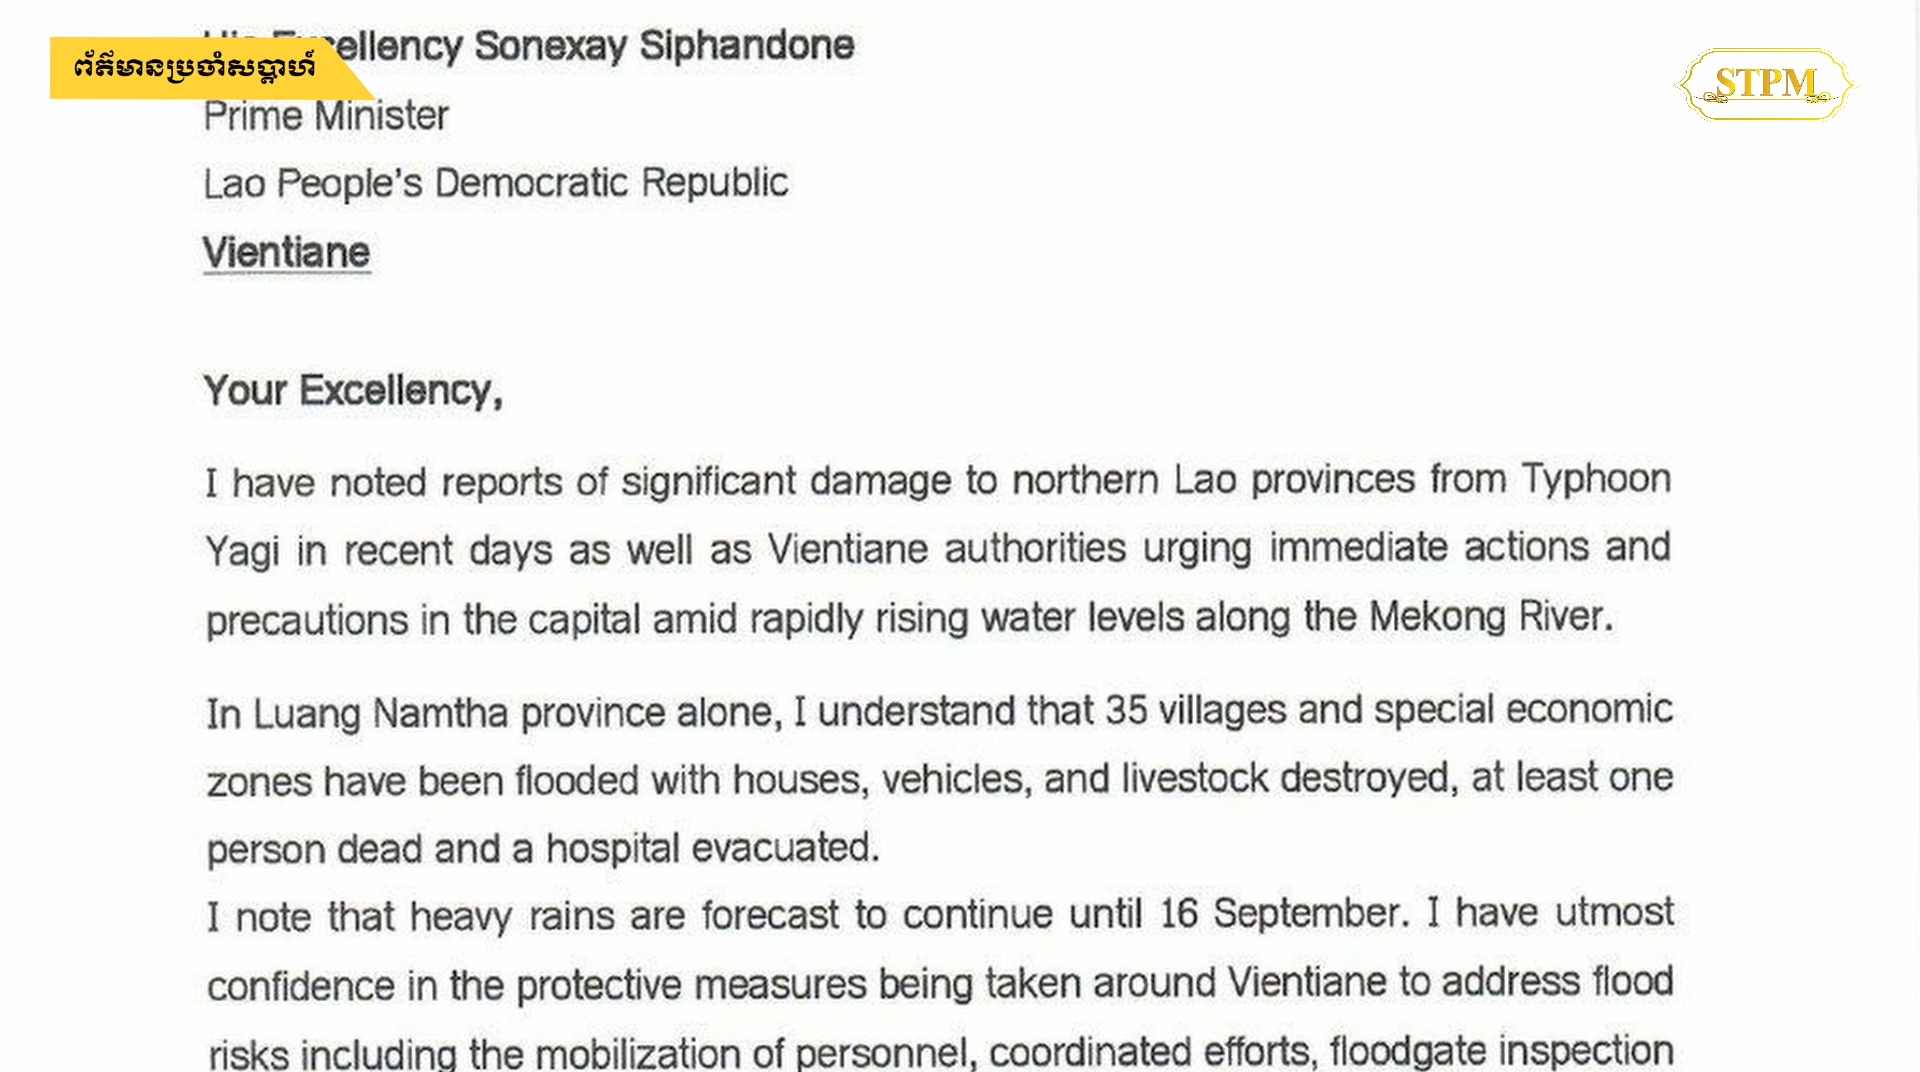 ព័ត៌មានប្រចាំសប្ដាហ៍
STPM
Excellency Sonexay Siphandone
Prime Minister
Lao People's Democratic Republic
Vientiane
Your Excellency,
I have noted reports of significant damage to northern Lao provinces from Typhoon
Yagi in recent days as well as Vientiane authorities urging immediate actions and
precautions in the capital amid rapidly rising water levels along the Mekong River.
In Luang Namtha province alone, I understand that 35 villages and special economic
zones have been flooded with houses, vehicles, and livestock destroyed, at least one
person dead and a hospital evacuated.
I note that heavy rains are forecast to continue until 16 September. I have utmost
confidence in the protective measures being taken around Vientiane to address flood
risks including the mobilization of personnel, coordinated efforts, floodgate inspection